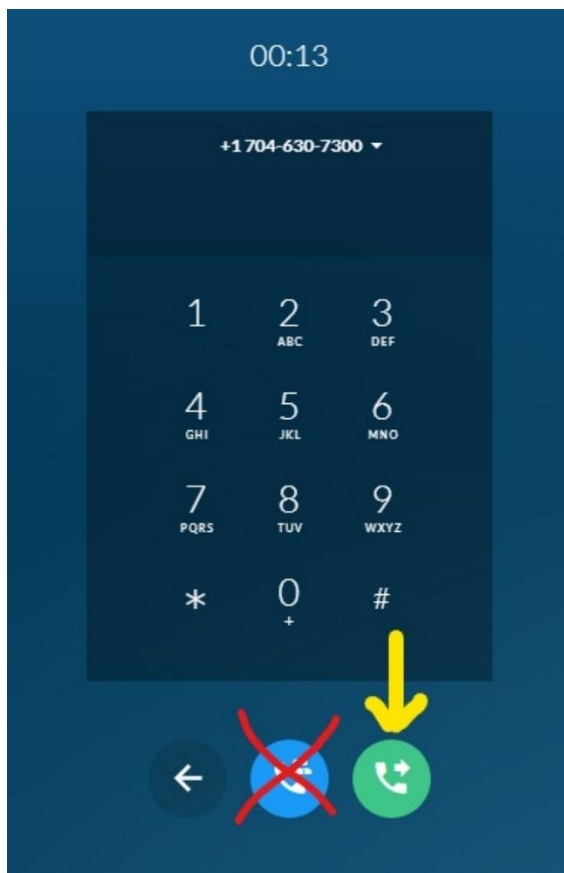 00:13
+1 704-630-7300
1 2 3
ABC DEF
4 5 6
GHI JKL MNO
7 8 9
PQRS TUV WXYZ
* 0 #
+